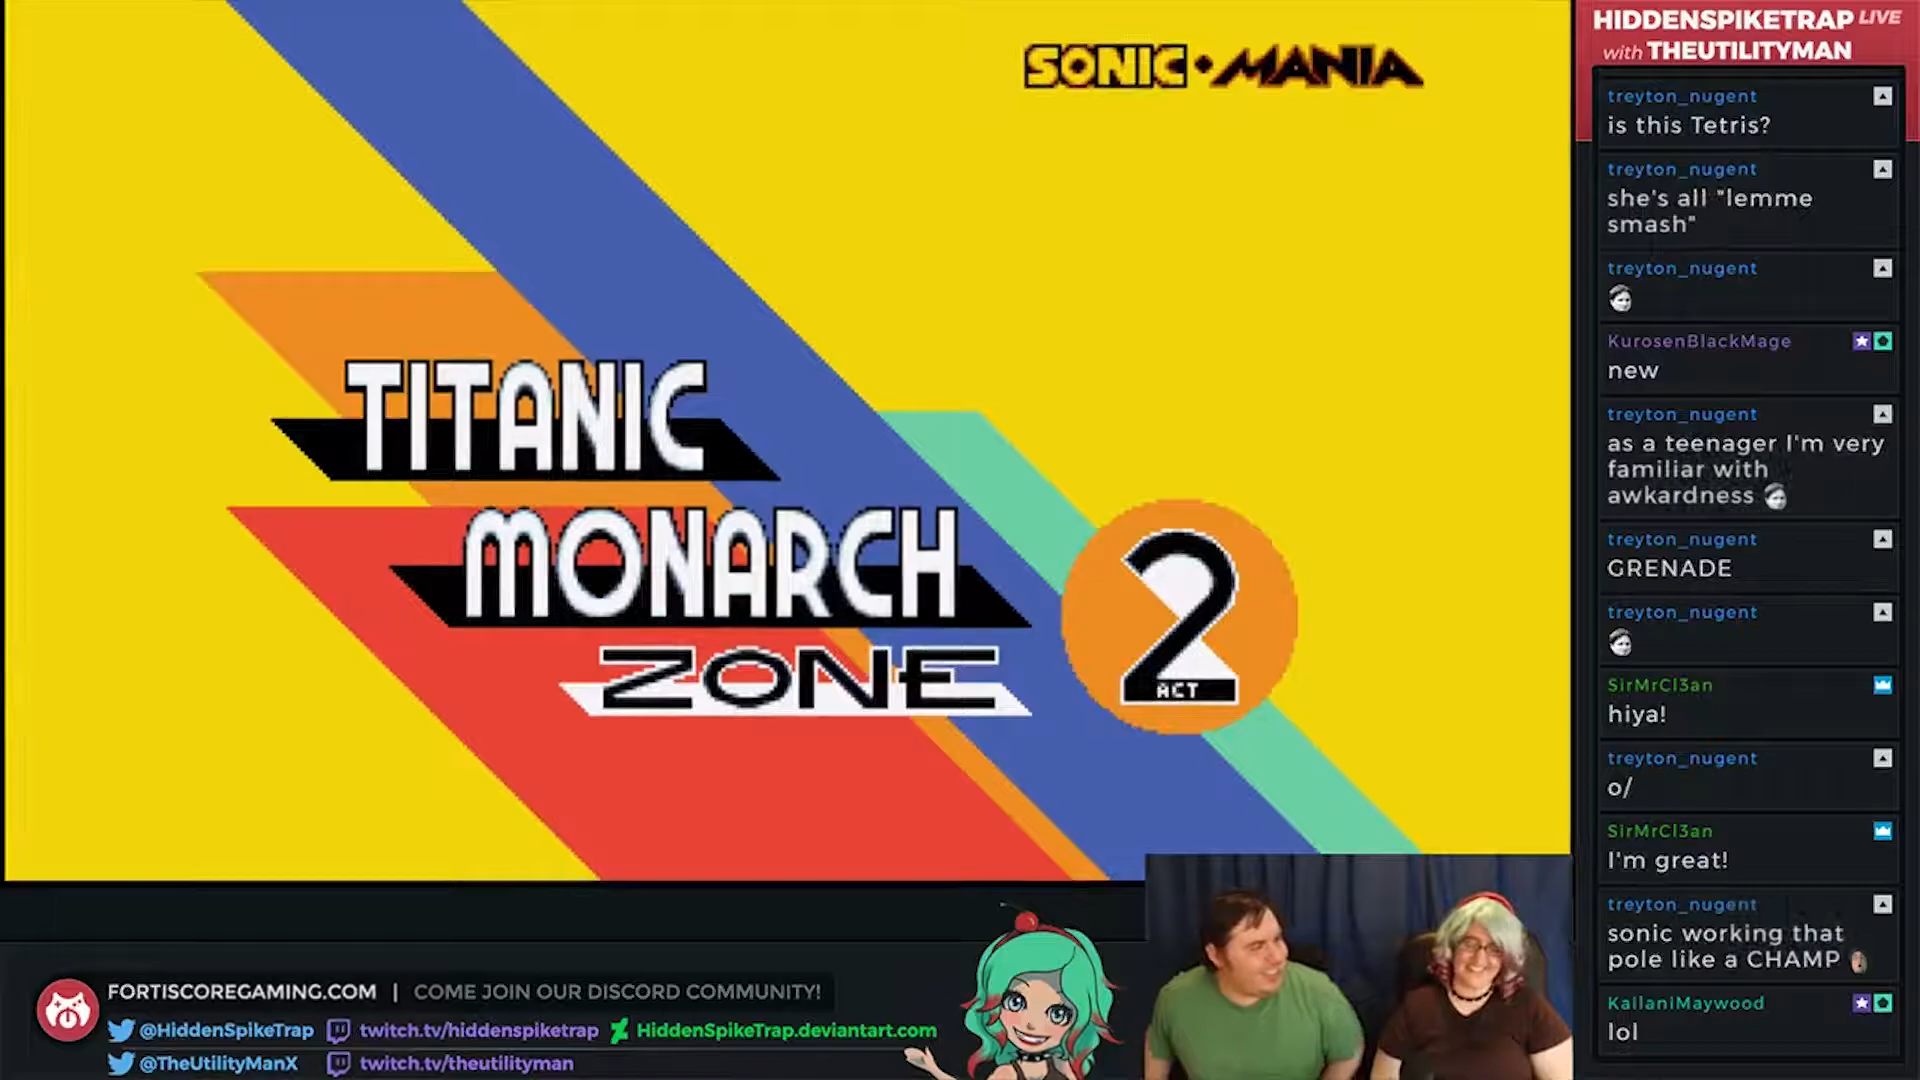 SONIC MANIA
TITANIC
MONARCH
ZONE
2
ACT
HIDDENSPIKETRAP LIVE
with THEUTILITYMAN
treyton_nugent
is this Tetris?
treyton_nugent
she's all "lemme
smash"
treyton_nugent
KurosenBlackMage
new
treyton_nugent
as a teenager I'm very
familiar with
awkardness
treyton_nugent
GRENADE
treyton_nugent
SirMrCl3an
hiya!
treyton_nugent
o/
SirMrCl3an
I'm great!
treyton_nugent
sonic working that
pole like a CHAMP
KailaniMaywood
lol
FORTISCOREGAMING.COM | COME JOIN OUR DISCORD COMMUNITY!
@HiddenSpikeTrap twitch.tv/hiddenspiketrap HiddenSpikeTrap.deviantart.com
@TheUtilityManX twitch.tv/theutilityman